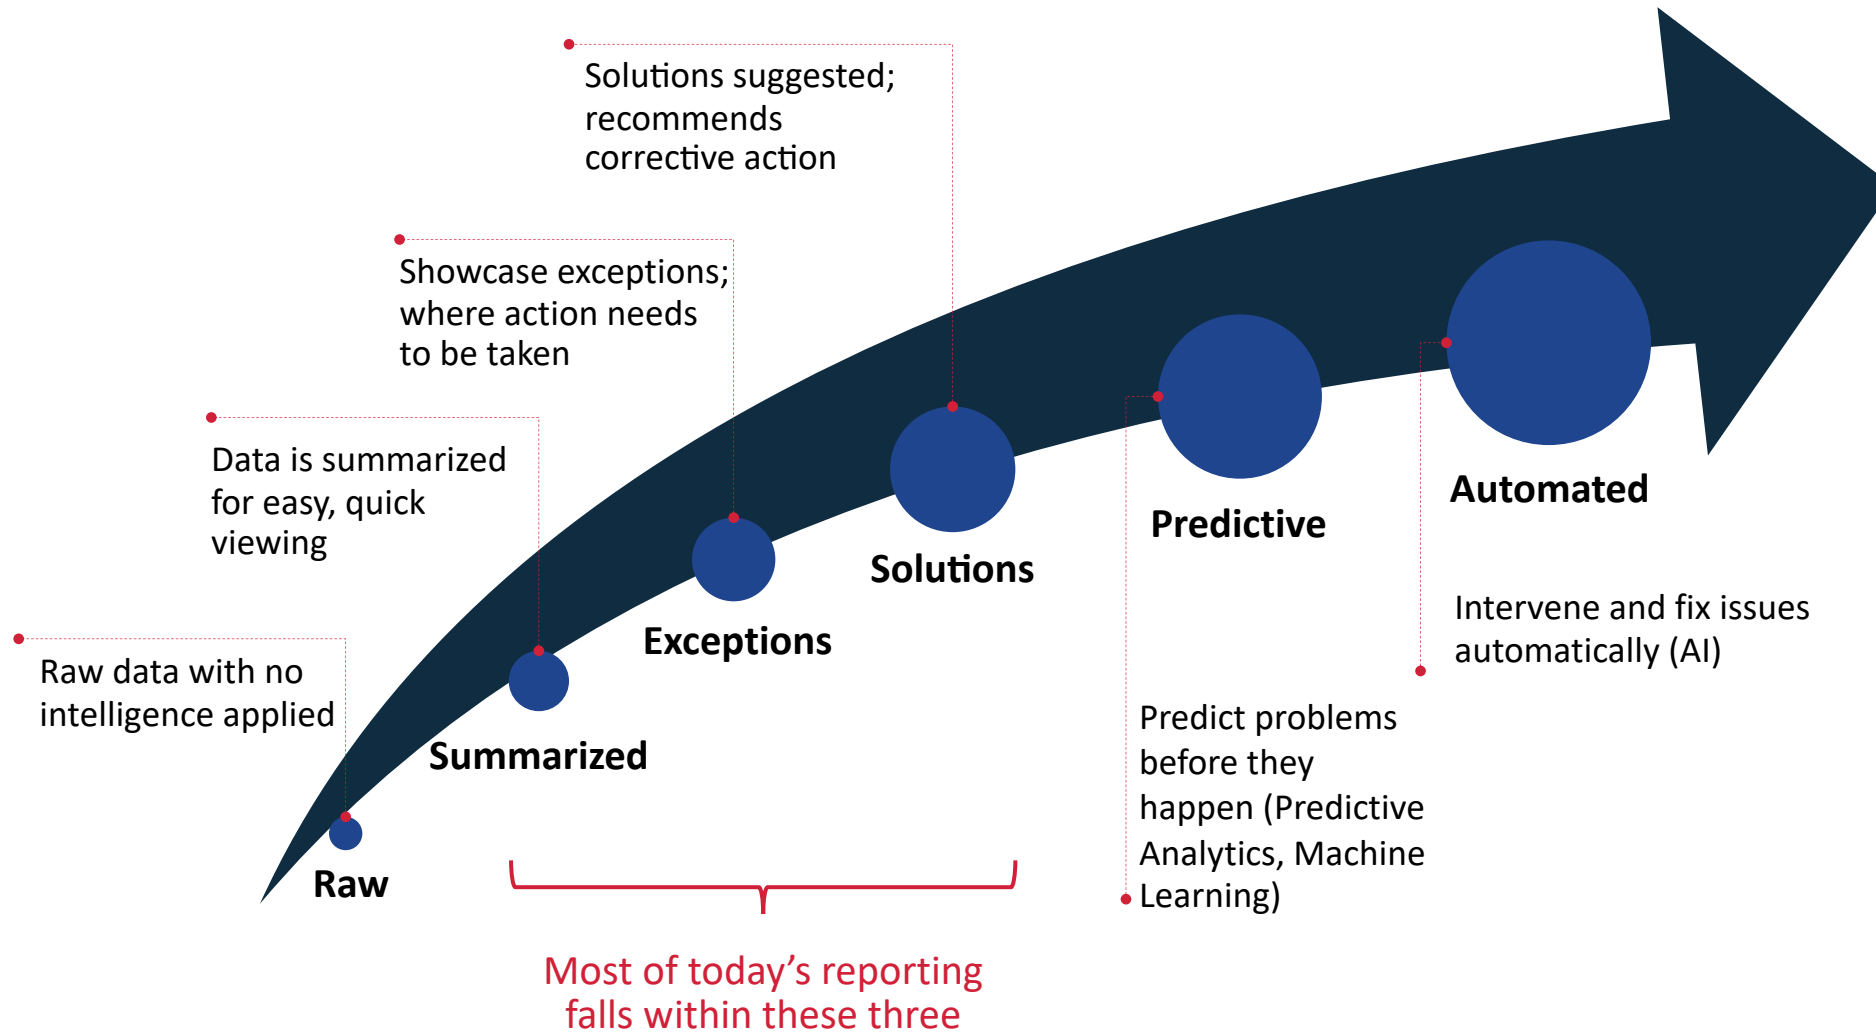 Solutions suggested;
recommends
corrective action
Showcase exceptions;
where action needs
to be taken
Data is summarized
for easy, quick
viewing
Raw data with no
intelligence applied
Raw
Summarized
Exceptions
Solutions
Predictive
Automated
Intervene and fix issues
automatically (AI)
Predict problems
before they
happen (Predictive
Analytics, Machine
Learning)
Most of today’s reporting
falls within these three